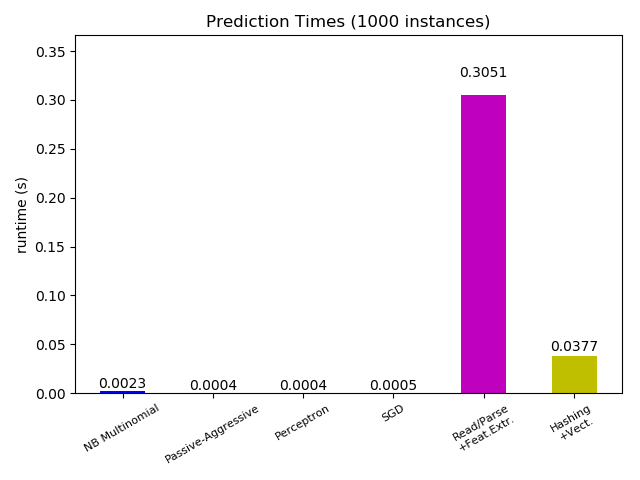 Prediction Times (1000 instances)
runtime (s)
0.35
0.30
0.25
0.20
0.15
0.10
0.05
0.00
0.0023
0.0004
0.0004
0.0005
0.3051
0.0377
NB Multinomial
Passive-Aggressive
Perceptron
SGD
Read/Parse
+Feat.Extr.
Hashing
+Vect.